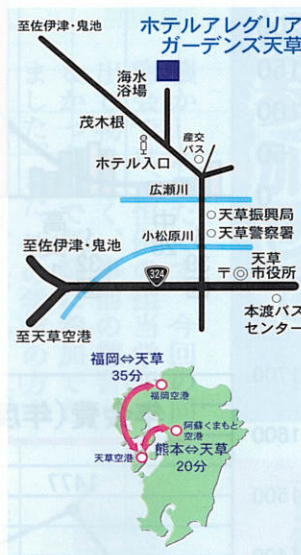 至佐伊津・鬼池
ホテルアレグリア
ガーデンズ天草
海水
浴場
茂木根
産交
バス
ホテル入口
広瀬川
天草振興局
天草警察署
小松原川
至佐伊津・鬼池
324
天草
〒◎市役所
本渡バス
センター
至天草空港
福岡⇔天草
35分
福岡空港
阿蘇くまもと
空港
天草空港
熊本⇔天草
20分